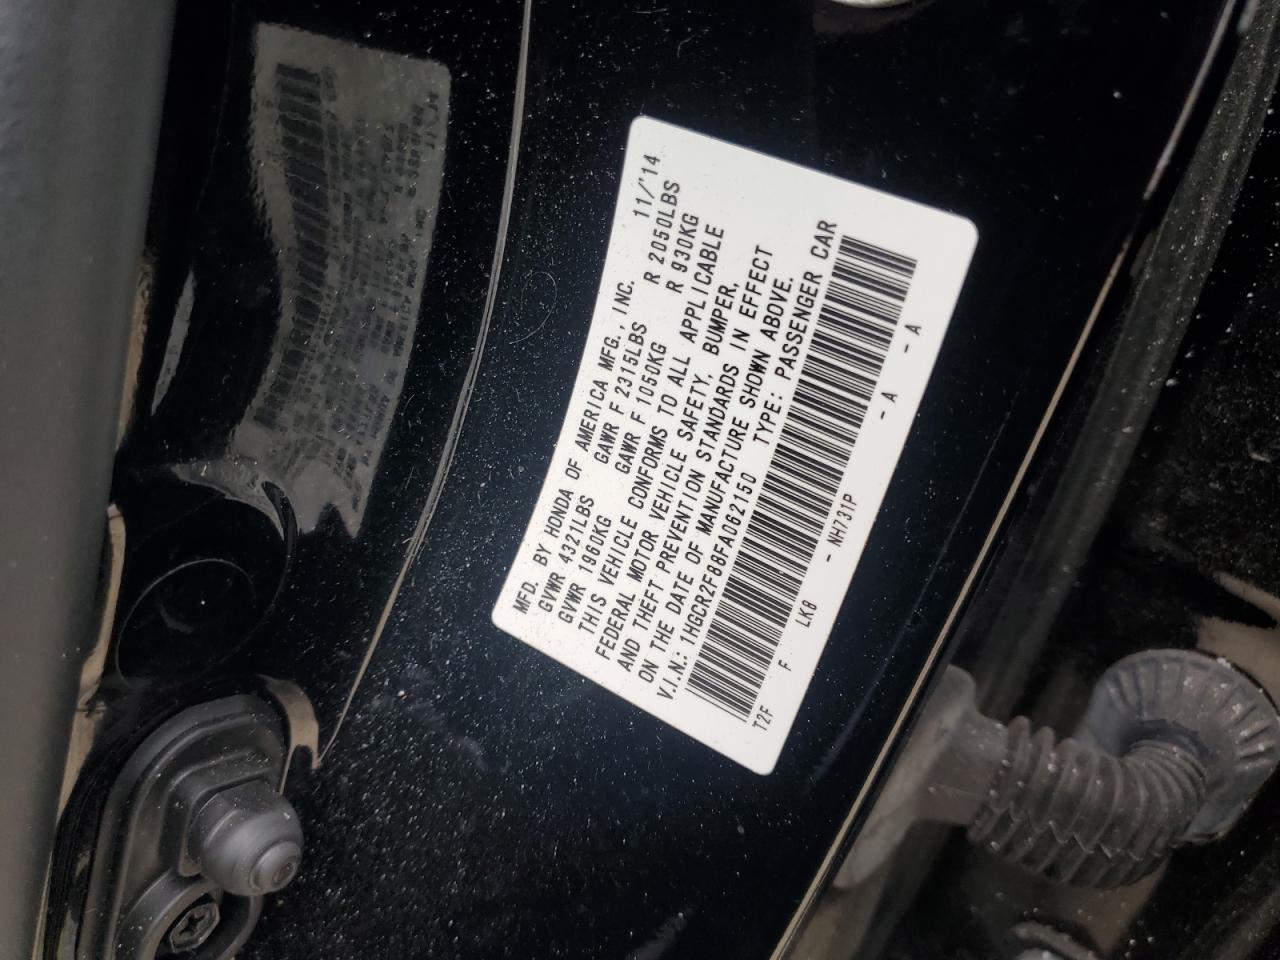 MFD. BY HONDA OF AMERICA MFG., INC. 11/'14
GVWR 4321LBS GAWR F 2315LBS R 2050LBS
GVWR 1960KG GAWR F 1050KG R 930KG
THIS VEHICLE CONFORMS TO ALL APPLICABLE
FEDERAL MOTOR VEHICLE SAFETY, BUMPER,
AND THEFT PREVENTION STANDARDS IN EFFECT
ON THE DATE OF MANUFACTURE SHOWN ABOVE.
V.I.N.: 1HGCR2F88FA062150 TYPE: PASSENGER CAR
T2F F LK8 - NH731P - A - A